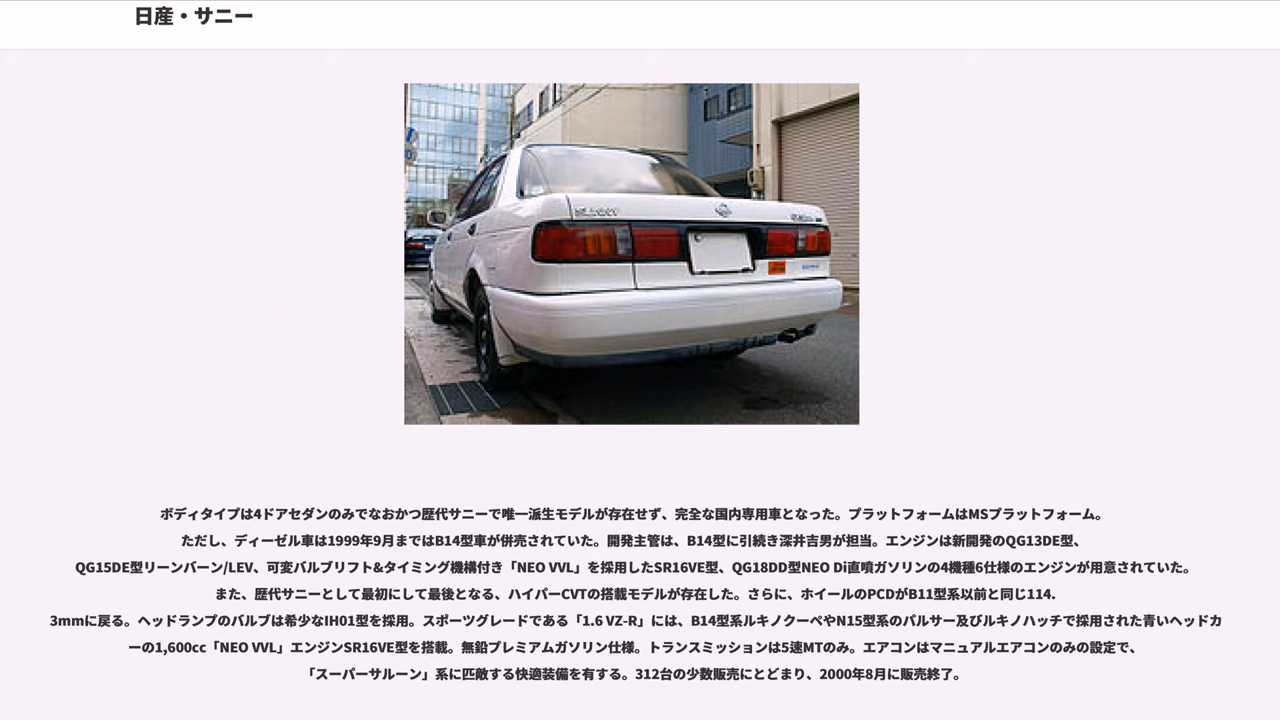 日産・サニー
SUNNY
ボディタイプは4ドアセダンのみでなおかつ歴代サニーで唯一派生モデルが存在せず、完全な国内専用車となった。プラットフォームはMSプラットフォーム。
ただし、ディーゼル車は1999年9月まではB14型車が併売されていた。開発主管は、B14型に引続き深井吉男が担当。エンジンは新開発のQG13DE型、
QG15DE型リーンバーン/LEV、可変バルブリフト&タイミング機構付き「NEO VVL」を採用したSR16VE型、QG18DD型NEO Di直噴ガソリンの4機種6仕様のエンジンが用意されていた。
また、歴代サニーとして最初にして最後となる、ハイパーCVTの搭載モデルが存在した。さらに、ホイールのPCDがB11型系以前と同じ114.
3mmに戻る。ヘッドランプのバルブは希少なIH01型を採用。スポーツグレードである「1.6 VZ-R」には、B14型系ルキノクーペやN15型系のパルサー及びルキノハッチで採用された青いヘッドカ
ーの1,600cc「NEO VVL」エンジンSR16VE型を搭載。無鉛プレミアムガソリン仕様。トランスミッションは5速MTのみ。エアコンはマニュアルエアコンのみの設定で、
「スーパーサルーン」系に匹敵する快適装備を有する。312台の少数販売にとどまり、2000年8月に販売終了。